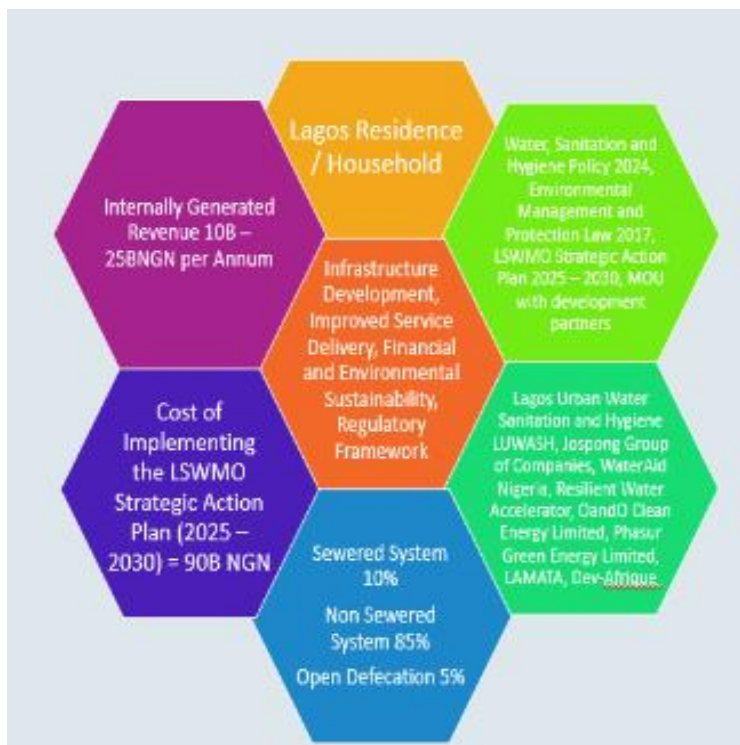 Lagos Residence
/ Household
Internally Generated
Revenue 10B –
25BNGN per Annum
Water, Sanitation and
Hygiene Policy 2024,
Environmental
Management and
Protection Law 2017,
LSWMO Strategic Action
Plan 2025 – 2030, MOU
with development
partners
Infrastructure
Development,
Improved Service
Delivery, Financial
and Environmental
Sustainability,
Regulatory
Framework
Cost of
Implementing
the LSWMO
Strategic Action
Plan (2025 –
2030) = 90B NGN
Lagos Urban Water
Sanitation and Hygiene
LUWASH, Jospong Group
of Companies, WaterAid
Nigeria, Resilient Water
Accelerator, OandO Clean
Energy Limited, Phasur
Green Energy Limited,
LAMATA, Dev-Afrique
Sewered System
10%
Non Sewered
System 85%
Open Defecation 5%